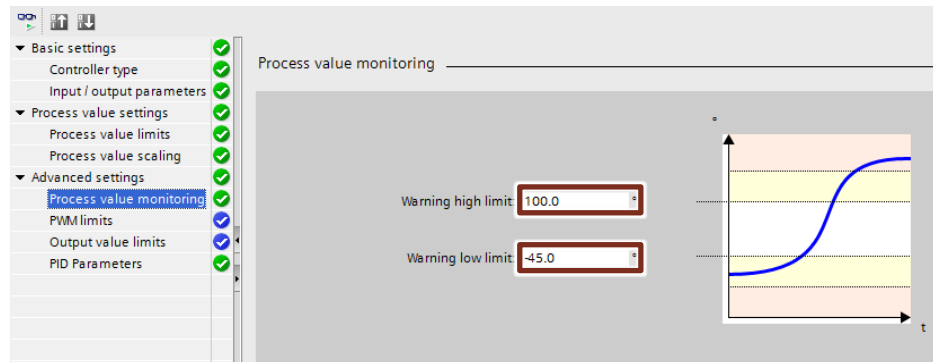 Basic settings
Controller type
Input / output parameters
Process value settings
Process value limits
Process value scaling
Advanced settings
Process value monitoring
PWM limits
Output value limits
PID Parameters
Process value monitoring
°
Warning high limit: 100.0 °
Warning low limit: -45.0 °
t